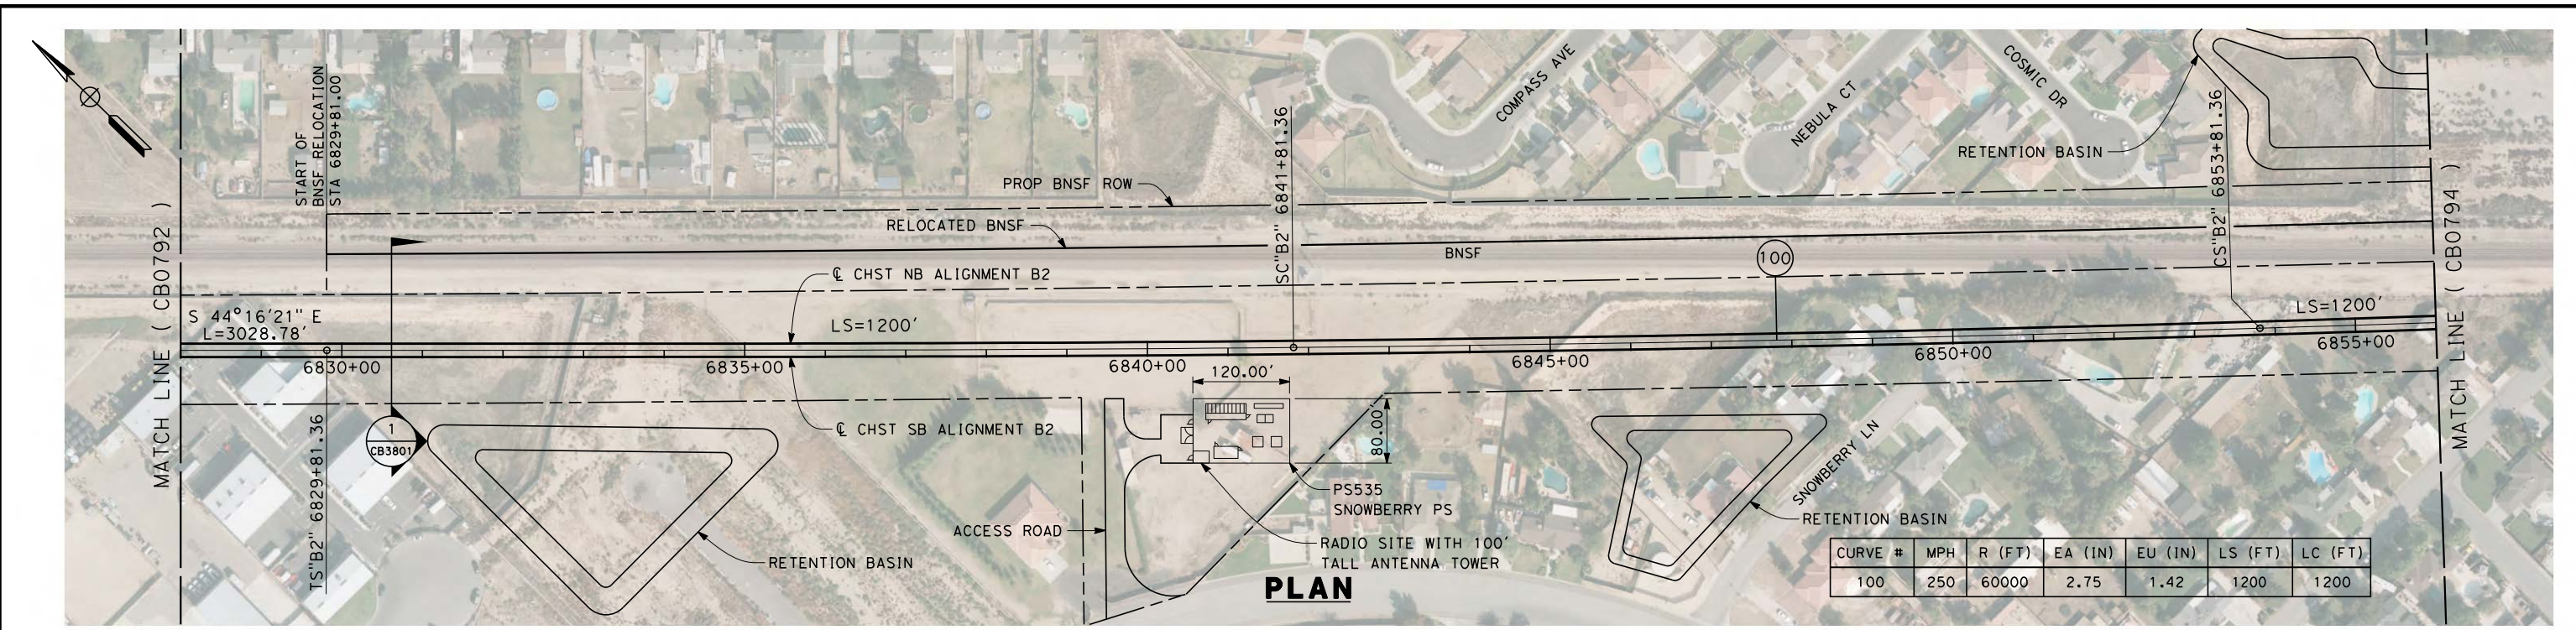 START OF
BNSF RELOCATION
STA 6829+81.00
COMPASS AVE
NEBULA CT
COSMIC DR
RETENTION BASIN
CS"B2" 6853+81.36
SC"B2" 6841+81.36
PROP BNSF ROW
RELOCATED BNSF
BNSF
100
MATCH LINE ( CB0792 )
MATCH LINE ( CB0794 )
℄ CHST NB ALIGNMENT B2
S 44°16'21" E
L=3028.78'
LS=1200'
LS=1200'
6830+00
6835+00
6840+00
6845+00
6850+00
6855+00
120.00'
80.00'
TS"B2" 6829+81.36
1
CB3801
℄ CHST SB ALIGNMENT B2
PS535
SNOWBERRY PS
SNOWBERRY LN
RETENTION BASIN
ACCESS ROAD
RADIO SITE WITH 100'
TALL ANTENNA TOWER
RETENTION BASIN
PLAN
CURVE # MPH R (FT) EA (IN) EU (IN) LS (FT) LC (FT)
100 250 60000 2.75 1.42 1200 1200